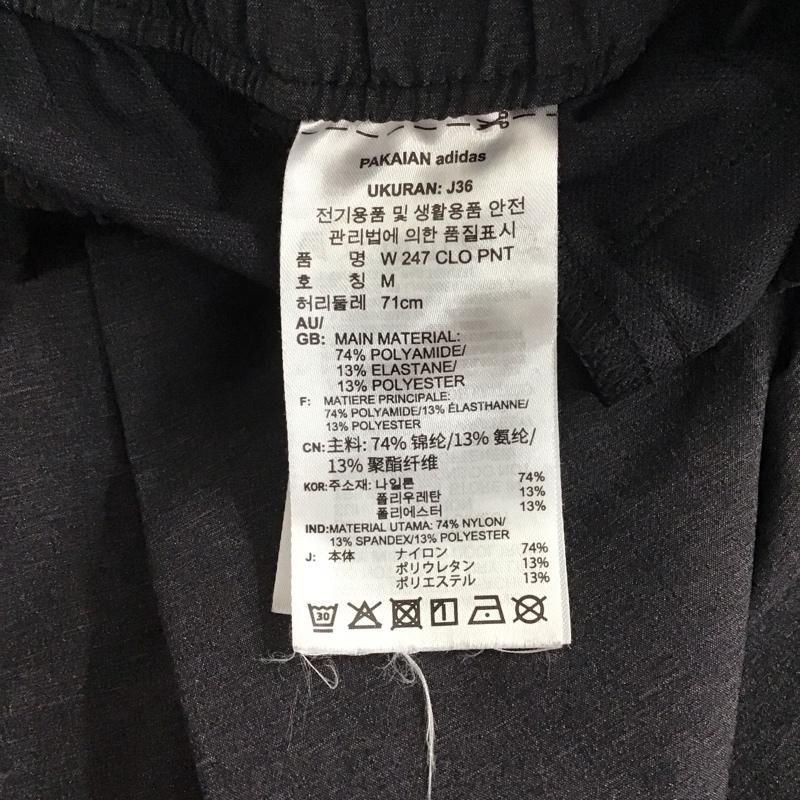 PAKAIAN adidas
UKURAN: J36
전기용품 및 생활용품 안전
관리법에 의한 품질표시
품 명 W 247 CLO PNT
호 칭 M
허리둘레 71cm
AU/
GB: MAIN MATERIAL:
74% POLYAMIDE/
13% ELASTANE/
13% POLYESTER
F: MATIERE PRINCIPALE:
74% POLYAMIDE/13% ÉLASTHANNE/
13% POLYESTER
CN:主料: 74% 锦纶/13% 氨纶/
13% 聚酯纤维
KOR:주소재: 나일론 74%
폴리우레탄 13%
폴리에스터 13%
IND:MATERIAL UTAMA: 74% NYLON/
13% SPANDEX/13% POLYESTER
J: 本体 ナイロン 74%
ポリウレタン 13%
ポリエステル 13%
30